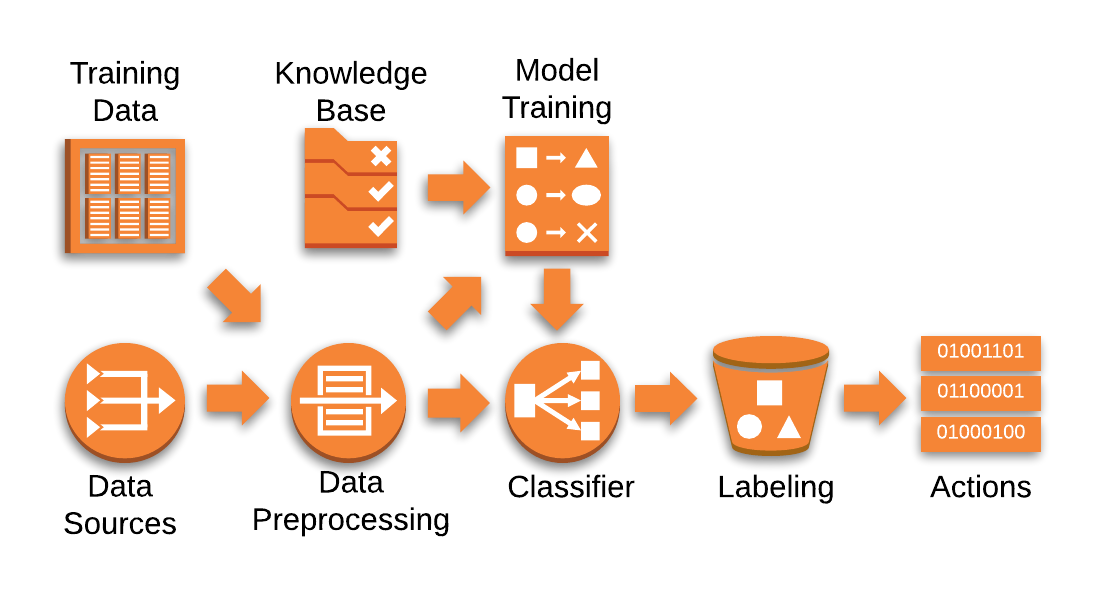 Training
Data
Knowledge
Base
Model
Training
Data
Sources
Data
Preprocessing
Classifier
Labeling
01001101
01100001
01000100
Actions